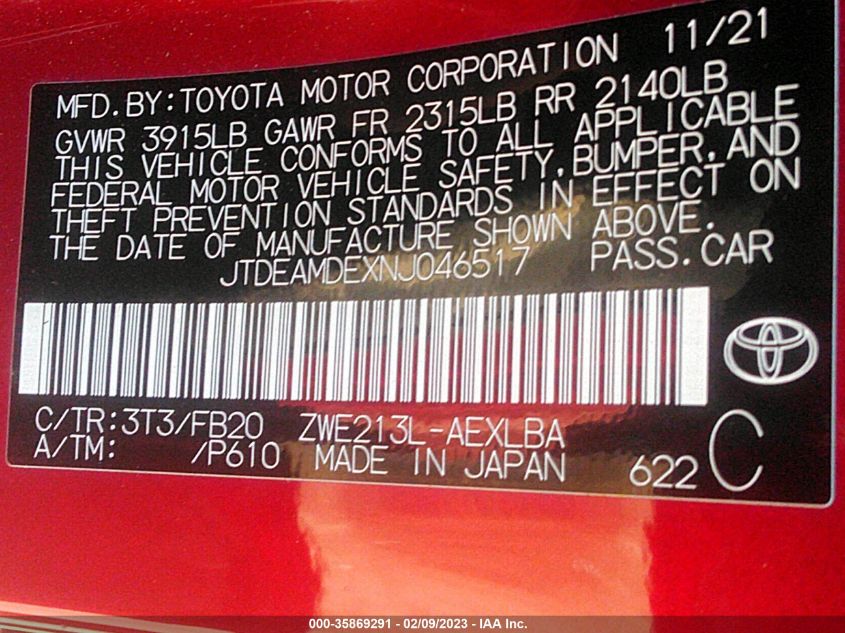 MFD. BY: TOYOTA MOTOR CORPORATION 11/21
GVWR 3915LB GAWR FR 2315LB RR 2140LB
THIS VEHICLE CONFORMS TO ALL APPLICABLE
FEDERAL MOTOR VEHICLE SAFETY, BUMPER, AND
THEFT PREVENTION STANDARDS IN EFFECT ON
THE DATE OF MANUFACTURE SHOWN ABOVE.
JTDEAMDEXNJ046517 PASS. CAR
C/TR: 3T3/FB20 ZWE213L-AEXLBA C
A/TM: /P610 MADE IN JAPAN 622
000-35869291 - 02/09/2023 - IAA Inc.